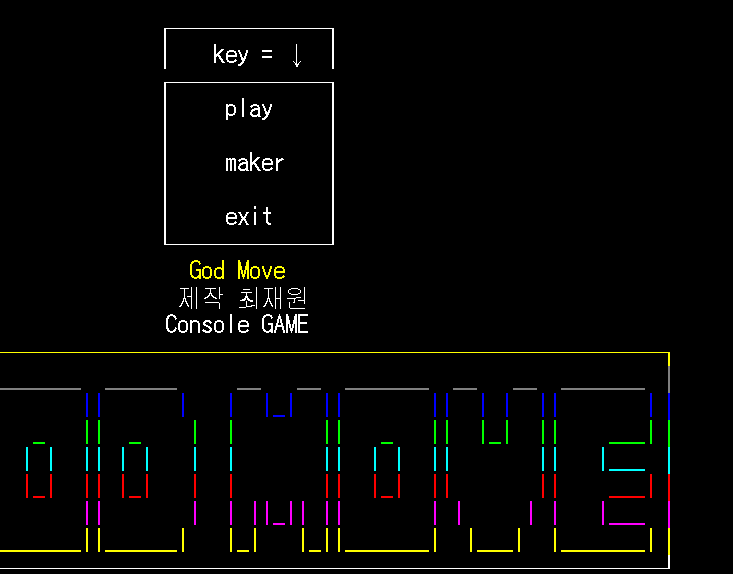 key = ↓
play
maker
exit
God Move
제작 최재원
Console GAME